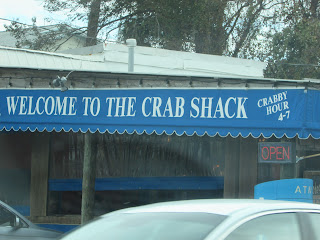 WELCOME TO THE CRAB SHACK
CRABBY
HOUR
4-7
OPEN